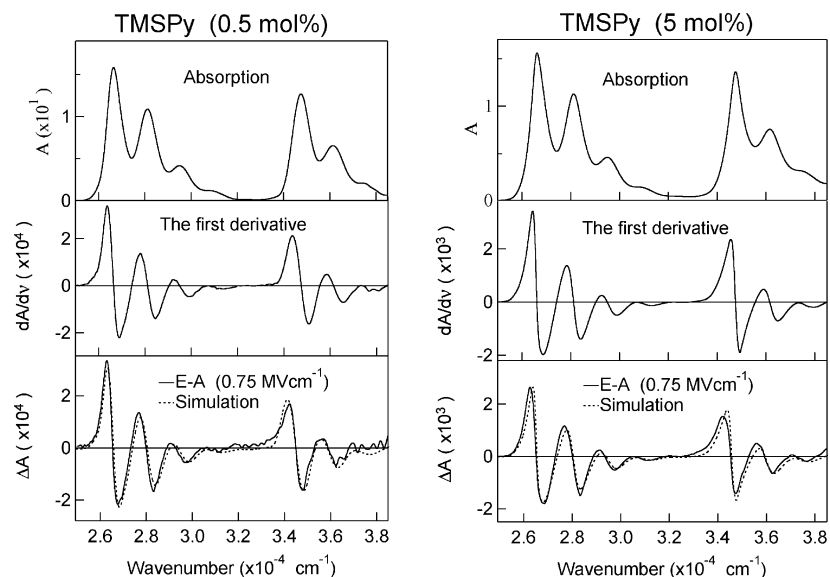 TMSPy (0.5 mol%)
A (x10¹)
Absorption
1
0
dA/dν (x10⁴)
The first derivative
2
0
-2
ΔA (x10⁴)
E-A (0.75 MVcm⁻¹)
Simulation
2
0
-2
2.6 2.8 3.0 3.2 3.4 3.6 3.8
Wavenumber (x10⁻⁴ cm⁻¹)
TMSPy (5 mol%)
A
Absorption
1
0
dA/dν (x10³)
The first derivative
2
0
-2
ΔA (x10³)
E-A (0.75 MVcm⁻¹)
Simulation
2
0
-2
2.6 2.8 3.0 3.2 3.4 3.6 3.8
Wavenumber (x10⁻⁴ cm⁻¹)